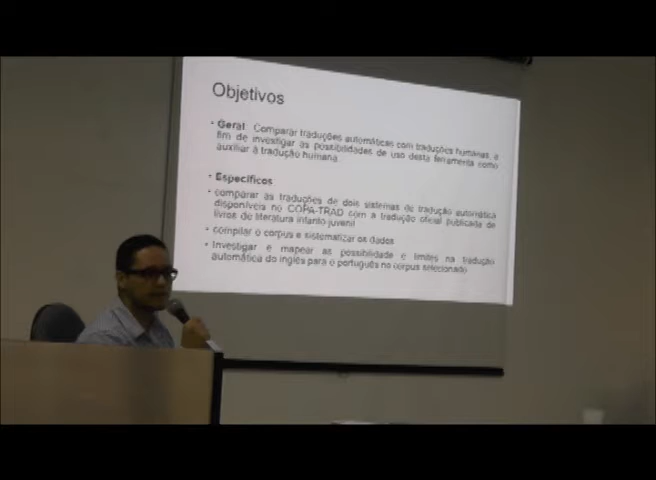 Objetivos
• Geral: Comparar traduções automáticas com traduções humanas, a
fim de investigar as possibilidades de uso desta ferramenta como
auxiliar à tradução humana.
• Específicos
• comparar as traduções de dois sistemas de tradução automática
disponíveis no COPA-TRAD com a tradução oficial publicada de
livros de literatura infanto juvenil
• compilar o corpus e sistematizar os dados
• Investigar e mapear as possibilidade e limites na tradução
automática do inglês para o português no corpus selecionado